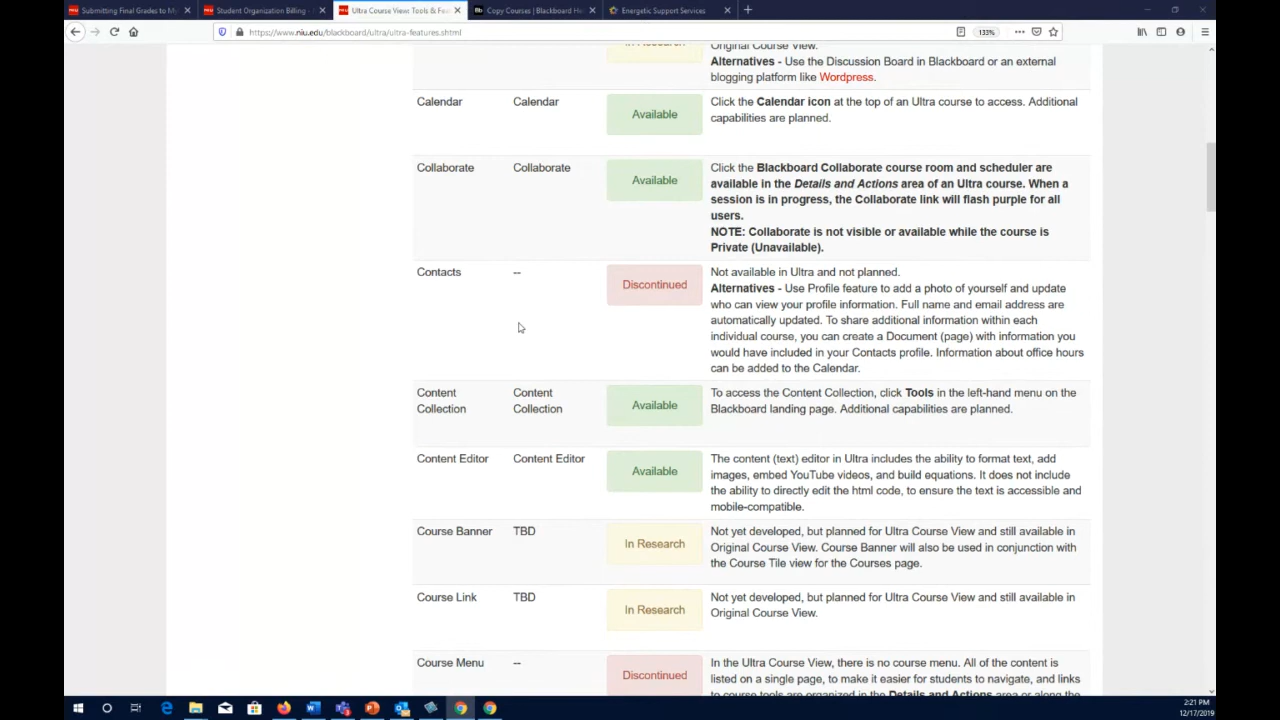 Submitting Final Grades to My
Student Organization Billing -
Ultra Course View: Tools & Fea
Copy Courses | Blackboard He
Energetic Support Services
https://www.niu.edu/blackboard/ultra/ultra-features.shtml
133%
Original Course View.
Alternatives - Use the Discussion Board in Blackboard or an external
blogging platform like Wordpress.
Calendar
Calendar
Available
Click the Calendar icon at the top of an Ultra course to access. Additional
capabilities are planned.
Collaborate
Collaborate
Available
Click the Blackboard Collaborate course room and scheduler are
available in the Details and Actions area of an Ultra course. When a
session is in progress, the Collaborate link will flash purple for all
users.
NOTE: Collaborate is not visible or available while the course is
Private (Unavailable).
Contacts
--
Discontinued
Not available in Ultra and not planned.
Alternatives - Use Profile feature to add a photo of yourself and update
who can view your profile information. Full name and email address are
automatically updated. To share additional information within each
individual course, you can create a Document (page) with information you
would have included in your Contacts profile. Information about office hours
can be added to the Calendar.
Content
Collection
Content
Collection
Available
To access the Content Collection, click Tools in the left-hand menu on the
Blackboard landing page. Additional capabilities are planned.
Content Editor
Content Editor
Available
The content (text) editor in Ultra includes the ability to format text, add
images, embed YouTube videos, and build equations. It does not include
the ability to directly edit the html code, to ensure the text is accessible and
mobile-compatible.
Course Banner
TBD
In Research
Not yet developed, but planned for Ultra Course View and still available in
Original Course View. Course Banner will also be used in conjunction with
the Course Tile view for the Courses page.
Course Link
TBD
In Research
Not yet developed, but planned for Ultra Course View and still available in
Original Course View.
Course Menu
--
Discontinued
In the Ultra Course View, there is no course menu. All of the content is
listed on a single page, to make it easier for students to navigate, and links
to course tools are organized in the Details and Actions area or along the
2:21 PM
12/17/2019